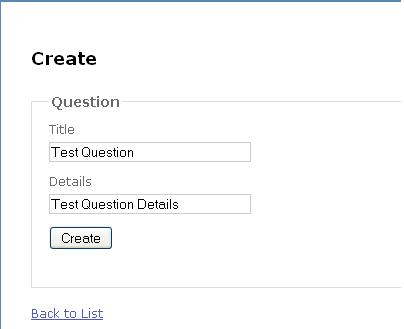 Create
Question
Title
Test Question
Details
Test Question Details
Create
Back to List